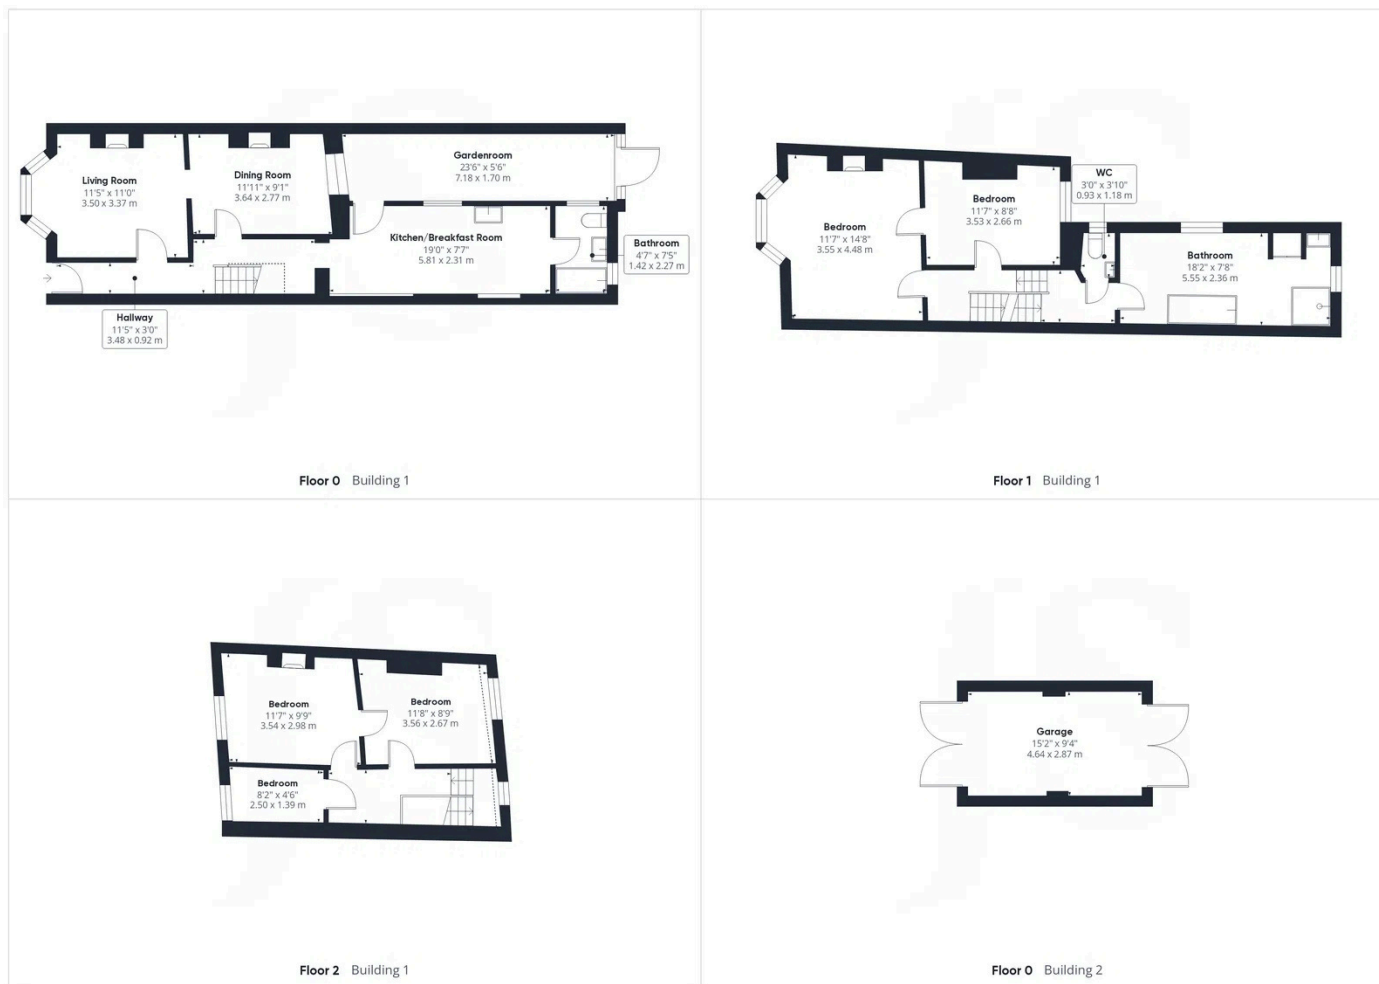 Living Room
11'5" x 11'0"
3.50 x 3.37 m
Dining Room
11'11" x 9'1"
3.64 x 2.77 m
Gardenroom
23'6" x 5'6"
7.18 x 1.70 m
Kitchen/Breakfast Room
19'0" x 7'7"
5.81 x 2.31 m
Bathroom
4'7" x 7'5"
1.42 x 2.27 m
Hallway
11'5" x 3'0"
3.48 x 0.92 m
Floor 0 Building 1
Bedroom
11'7" x 14'8"
3.55 x 4.48 m
Bedroom
11'7" x 8'8"
3.53 x 2.66 m
WC
3'0" x 3'10"
0.93 x 1.18 m
Bathroom
18'2" x 7'8"
5.55 x 2.36 m
Floor 1 Building 1
Bedroom
11'7" x 9'9"
3.54 x 2.98 m
Bedroom
11'8" x 8'9"
3.56 x 2.67 m
Bedroom
8'2" x 4'6"
2.50 x 1.39 m
Floor 2 Building 1
Garage
15'2" x 9'4"
4.64 x 2.87 m
Floor 0 Building 2